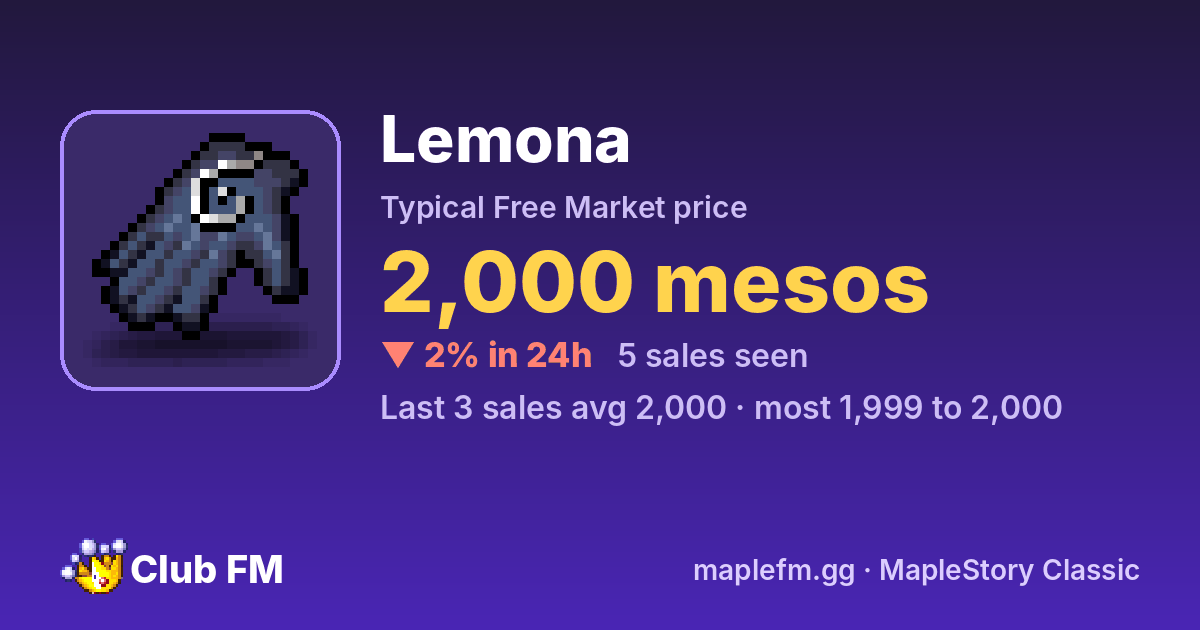 Lemona
Typical Free Market price
2,000 mesos
▼ 2% in 24h 5 sales seen
Last 3 sales avg 2,000 · most 1,999 to 2,000
Club FM
maplefm.gg · MapleStory Classic